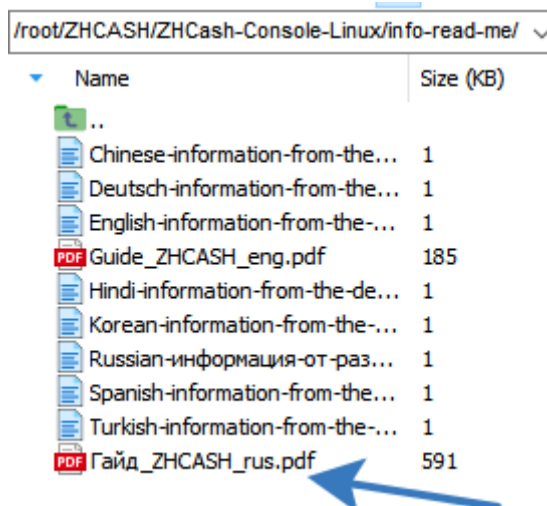 /root/ZHCASH/ZHCash-Console-Linux/info-read-me/
Name Size (KB)
..
Chinese-information-from-the... 1
Deutsch-information-from-the... 1
English-information-from-the-... 1
PDF Guide_ZHCASH_eng.pdf 185
Hindi-information-from-the-de... 1
Korean-information-from-the-... 1
Russian-информация-от-раз... 1
Spanish-information-from-the... 1
Turkish-information-from-the-... 1
PDF Гайд_ZHCASH_rus.pdf 591